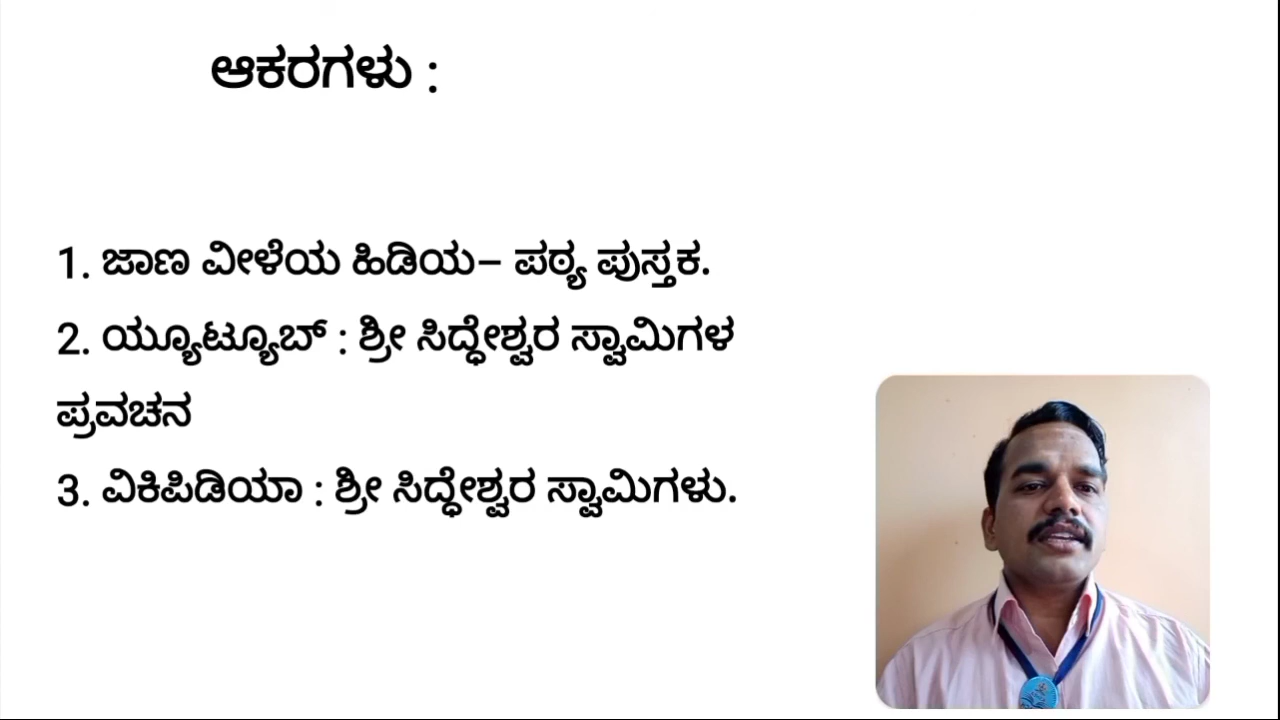 ಆಕರಗಳು :
1. ಜಾಣ ವೀಳೆಯ ಹಿಡಿಯ– ಪಠ್ಯ ಪುಸ್ತಕ.
2. ಯ್ಯೂಟ್ಯೂಬ್ : ಶ್ರೀ ಸಿದ್ಧೇಶ್ವರ ಸ್ವಾಮಿಗಳ
ಪ್ರವಚನ
3. ವಿಕಿಪಿಡಿಯಾ : ಶ್ರೀ ಸಿದ್ಧೇಶ್ವರ ಸ್ವಾಮಿಗಳು.